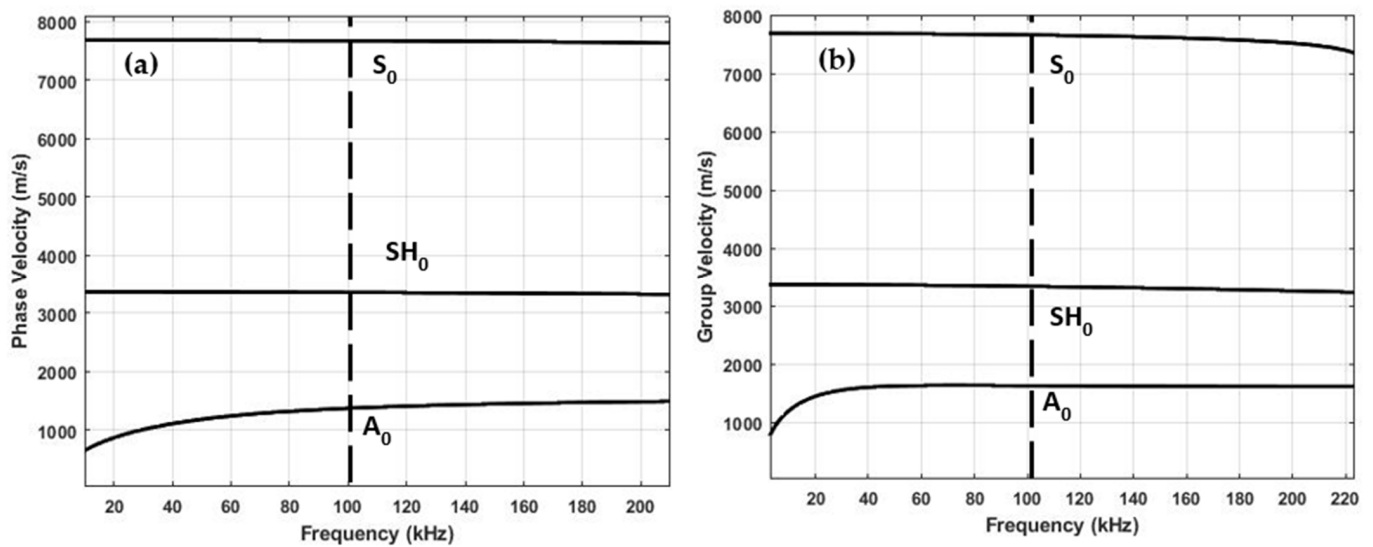 (a)
S0
SH0
A0
8000
7000
6000
5000
4000
3000
2000
1000
Phase Velocity (m/s)
20 40 60 80 100 120 140 160 180 200
Frequency (kHz)
(b)
S0
SH0
A0
8000
7000
6000
5000
4000
3000
2000
1000
Group Velocity (m/s)
20 40 60 80 100 120 140 160 180 200 220
Frequency (kHz)